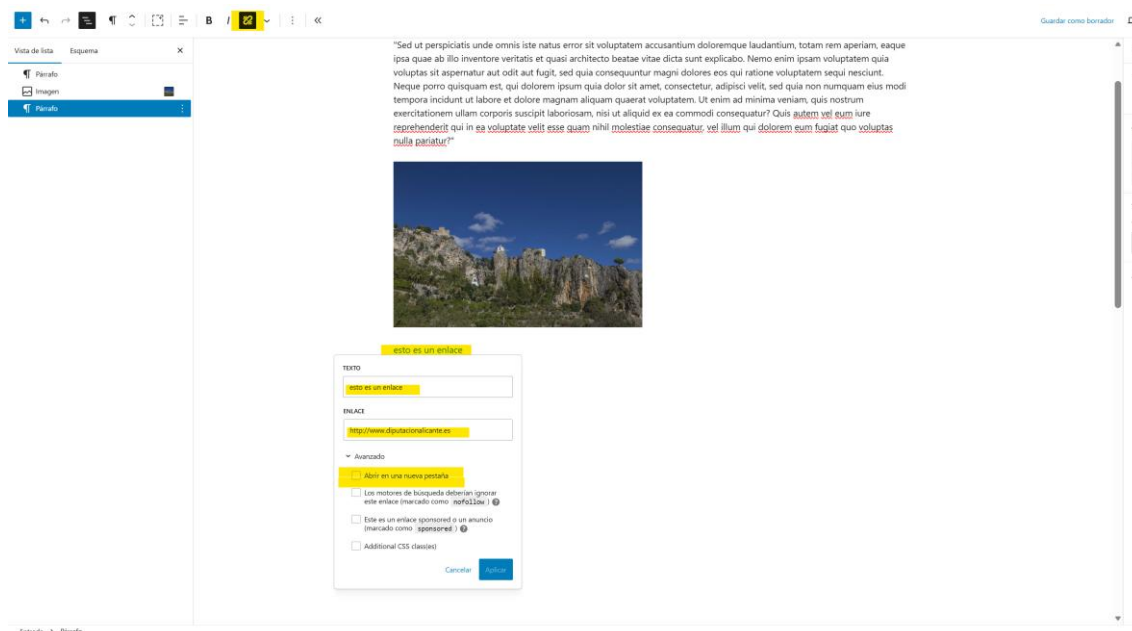 B I
Guardar como borrador
Vista de lista Esquema
Párrafo
Imagen
Párrafo
"Sed ut perspiciatis unde omnis iste natus error sit voluptatem accusantium doloremque laudantium, totam rem aperiam, eaque
ipsa quae ab illo inventore veritatis et quasi architecto beatae vitae dicta sunt explicabo. Nemo enim ipsam voluptatem quia
voluptas sit aspernatur aut odit aut fugit, sed quia consequuntur magni dolores eos qui ratione voluptatem sequi nesciunt.
Neque porro quisquam est, qui dolorem ipsum quia dolor sit amet, consectetur, adipisci velit, sed quia non numquam eius modi
tempora incidunt ut labore et dolore magnam aliquam quaerat voluptatem. Ut enim ad minima veniam, quis nostrum
exercitationem ullam corporis suscipit laboriosam, nisi ut aliquid ex ea commodi consequatur? Quis autem vel eum iure
reprehenderit qui in ea voluptate velit esse quam nihil molestiae consequatur, vel illum qui dolorem eum fugiat quo voluptas
nulla pariatur?"
esto es un enlace
TEXTO
esto es un enlace
ENLACE
http://www.diputacionalicante.es
Avanzado
Abrir en una nueva pestaña
Los motores de búsqueda deberían ignorar
este enlace (marcado como nofollow )
Este es un enlace sponsored o un anuncio
(marcado como sponsored )
Additional CSS class(es)
Cancelar Aplicar